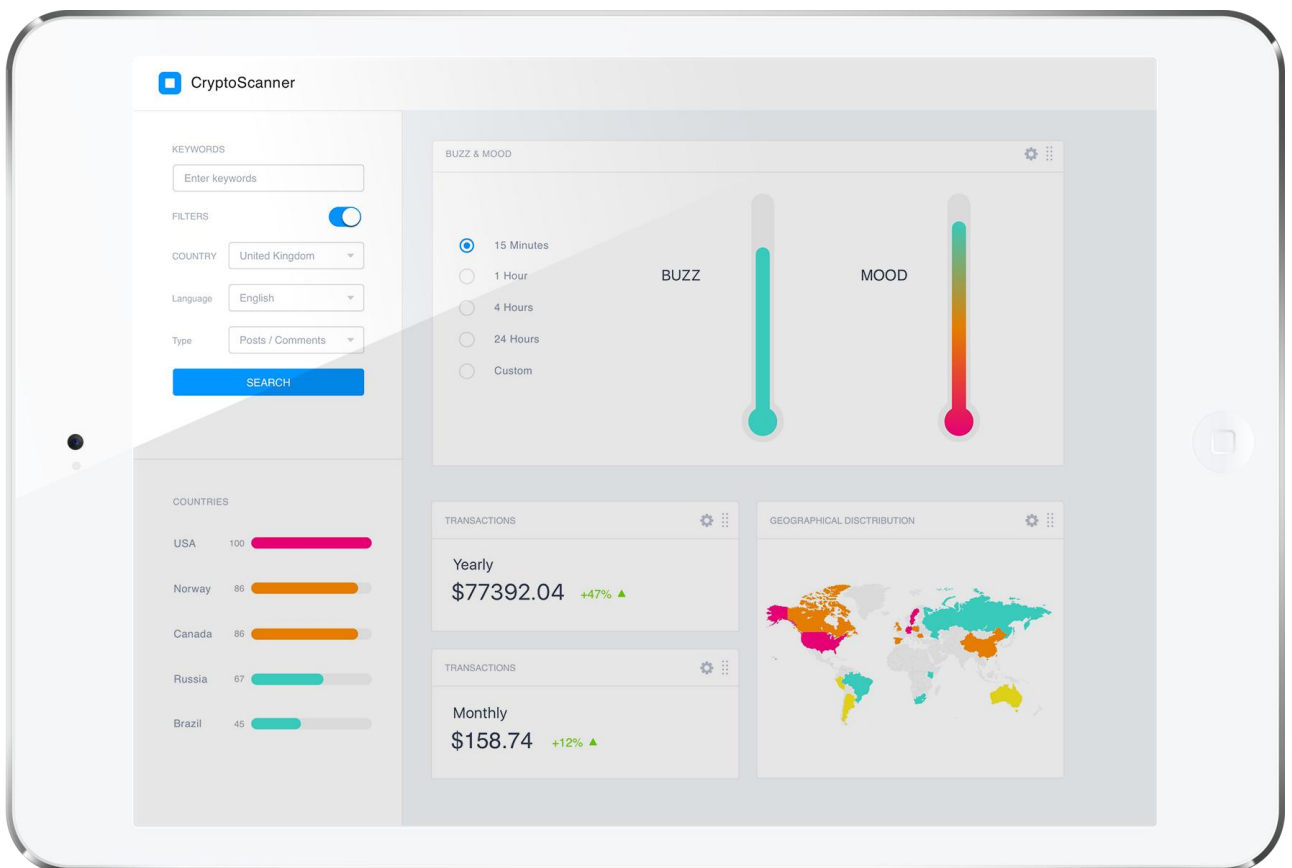 CryptoScanner
KEYWORDS
Enter keywords
FILTERS
COUNTRY United Kingdom
Language English
Type Posts / Comments
SEARCH
COUNTRIES
USA 100
Norway 86
Canada 86
Russia 67
Brazil 45
BUZZ & MOOD
15 Minutes
1 Hour
4 Hours
24 Hours
Custom
BUZZ
MOOD
TRANSACTIONS
Yearly
$77392.04 +47%
TRANSACTIONS
Monthly
$158.74 +12%
GEOGRAPHICAL DISCTRIBUTION